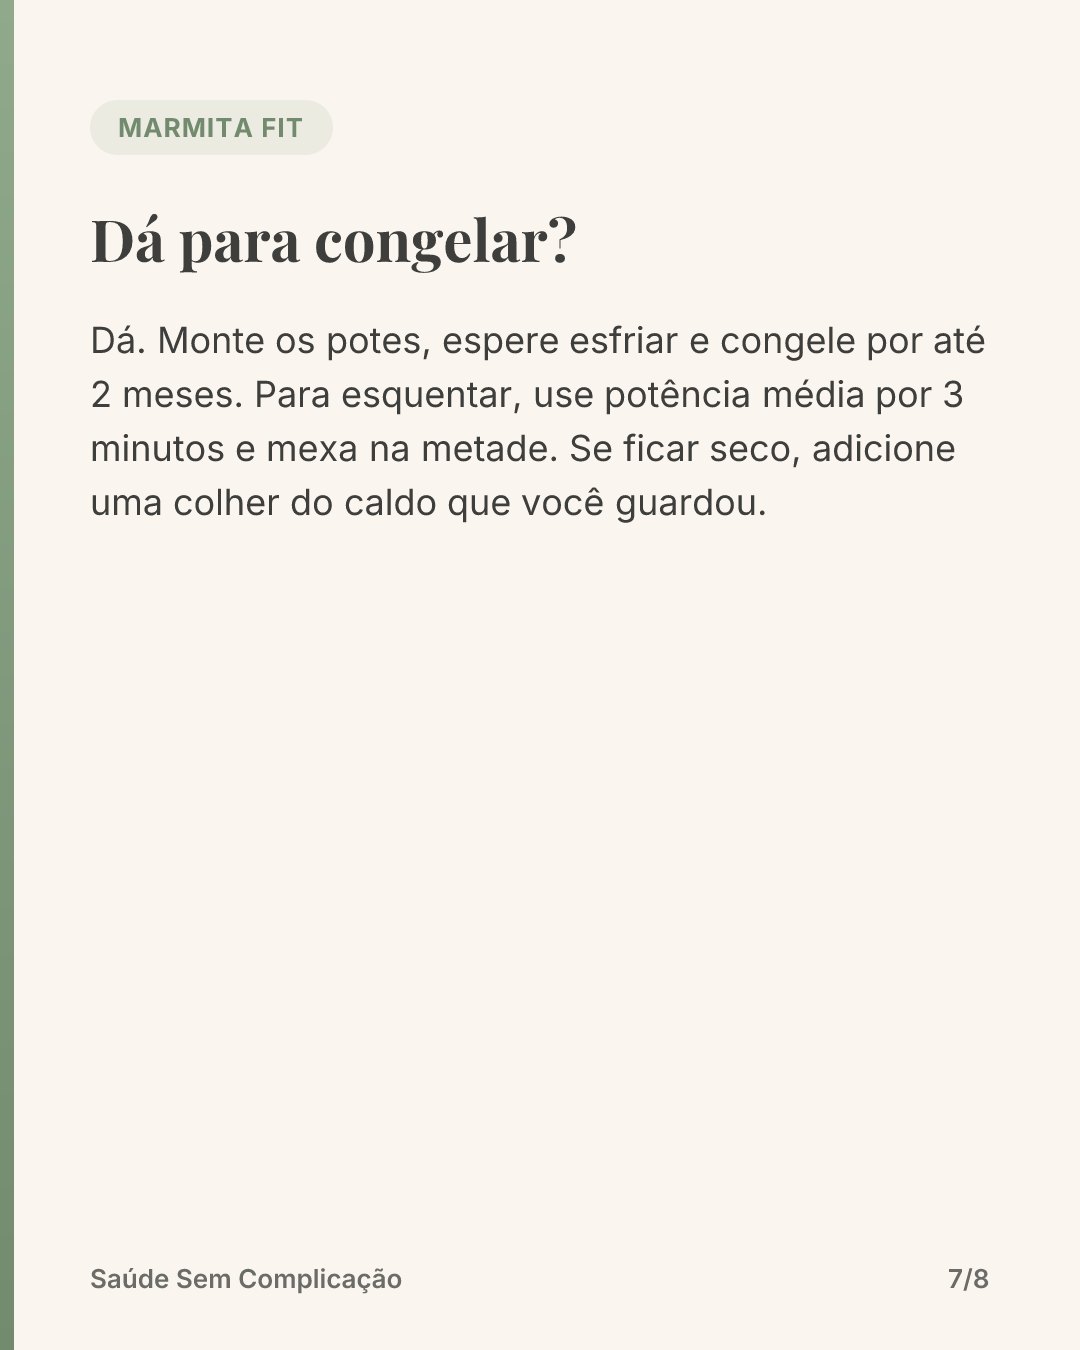 MARMITA FIT
Dá para congelar?
Dá. Monte os potes, espere esfriar e congele por até
2 meses. Para esquentar, use potência média por 3
minutos e mexa na metade. Se ficar seco, adicione
uma colher do caldo que você guardou.
Saúde Sem Complicação
7/8